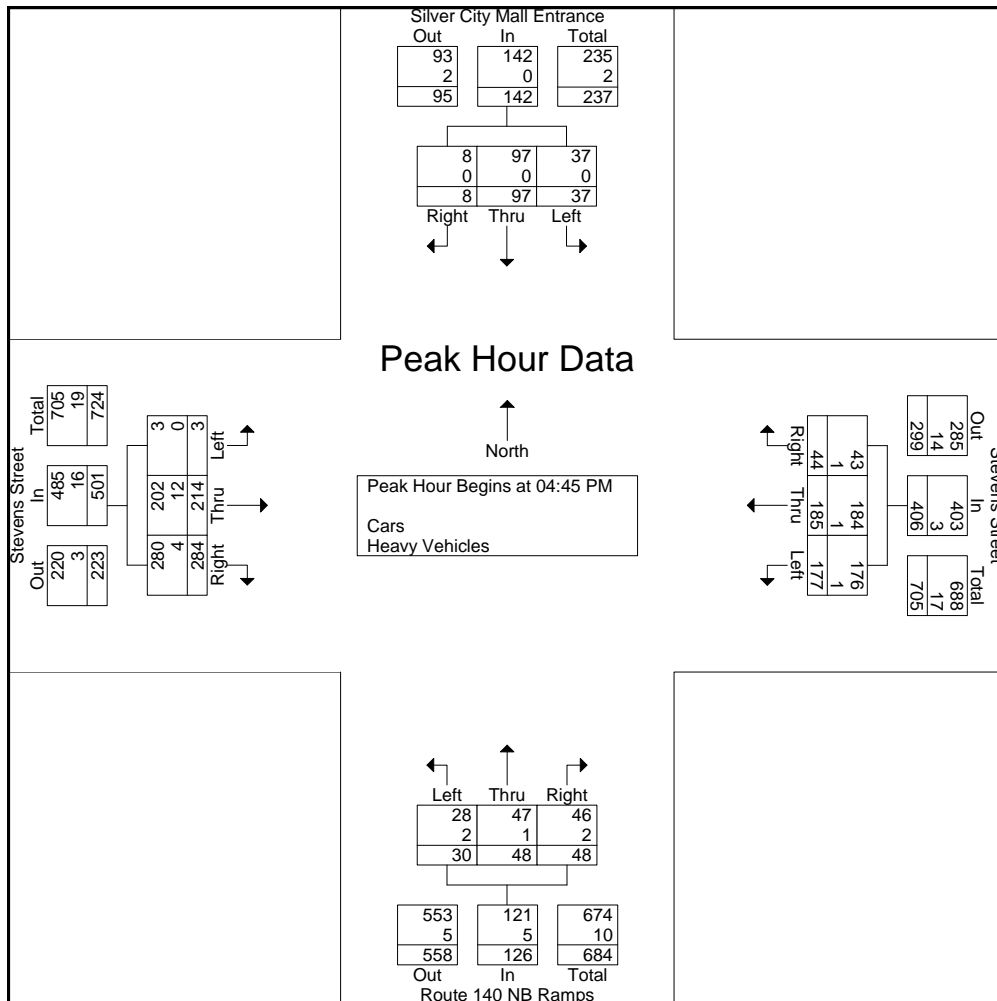 Silver City Mall Entrance
Out In Total
93 142 235
2 0 2
95 142 237
8 97 37
0 0 0
8 97 37
Right Thru Left
Peak Hour Data
North
Peak Hour Begins at 04:45 PM
Cars
Heavy Vehicles
Stevens Street
Total In Out
705 485 220
19 16 3
724 501 223
3 202 280
0 12 4
3 214 284
Left Thru Right
Stevens Street
Out In Total
285 403 688
14 3 17
299 406 705
43 184 176
1 1 1
44 185 177
Right Thru Left
Left Thru Right
28 47 46
2 1 2
30 48 48
553 121 674
5 5 10
558 126 684
Out In Total
Route 140 NB Ramps